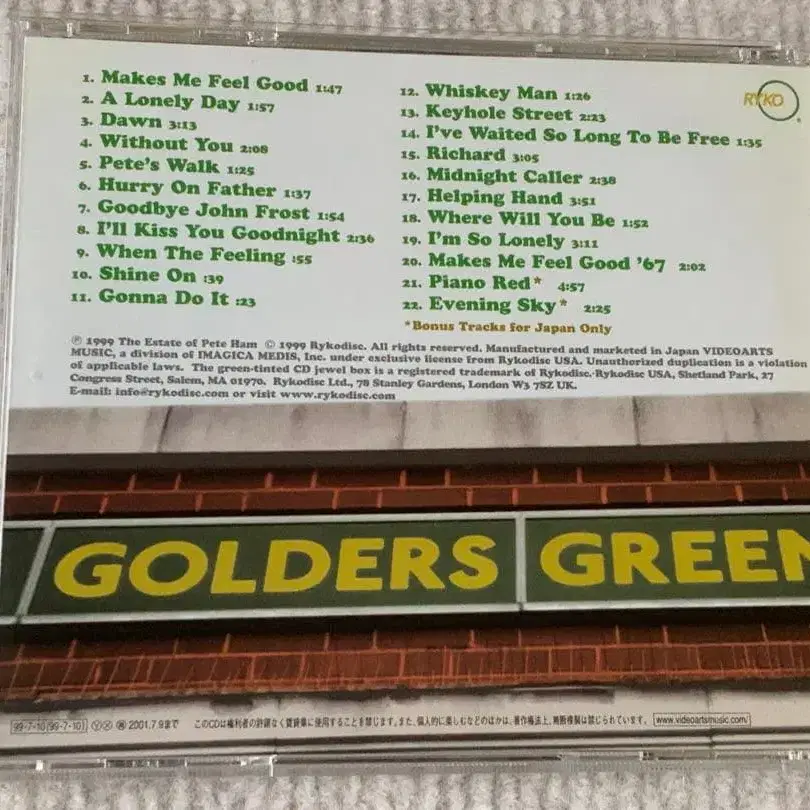 1. Makes Me Feel Good 1:47
2. A Lonely Day 1:57
3. Dawn 3:13
4. Without You 2:08
5. Pete's Walk 1:25
6. Hurry On Father 1:37
7. Goodbye John Frost 1:54
8. I'll Kiss You Goodnight 2:36
9. When The Feeling :55
10. Shine On :39
11. Gonna Do It :23
12. Whiskey Man 1:26
13. Keyhole Street 2:23
14. I've Waited So Long To Be Free 1:35
15. Richard 3:05
16. Midnight Caller 2:38
17. Helping Hand 3:51
18. Where Will You Be 1:52
19. I'm So Lonely 3:11
20. Makes Me Feel Good '67 2:02
21. Piano Red* 4:57
22. Evening Sky* 2:25
*Bonus Tracks for Japan Only
RYKO
℗ 1999 The Estate of Pete Ham © 1999 Rykodisc. All rights reserved. Manufactured and marketed in Japan VIDEOARTS
MUSIC, a division of IMAGICA MEDIS, Inc. under exclusive license from Rykodisc USA. Unauthorized duplication is a violation
of applicable laws. The green-tinted CD jewel box is a registered trademark of Rykodisc. Rykodisc USA, Shetland Park, 27
Congress Street, Salem, MA 01970. Rykodisc Ltd., 78 Stanley Gardens, London W3 7SZ UK.
E-mail: info@rykodisc.com or visit www.rykodisc.com
GOLDERS GREEN
99-7-10(99-7-10) Ⓨ Ⓧ 2001.7.9まで このCDは権利者の許諾なく賃貸業に使用することを禁じます。また、個人的に楽しむなどのほかは、著作権法上、無断複製は禁じられています。 www.videoartsmusic.com/